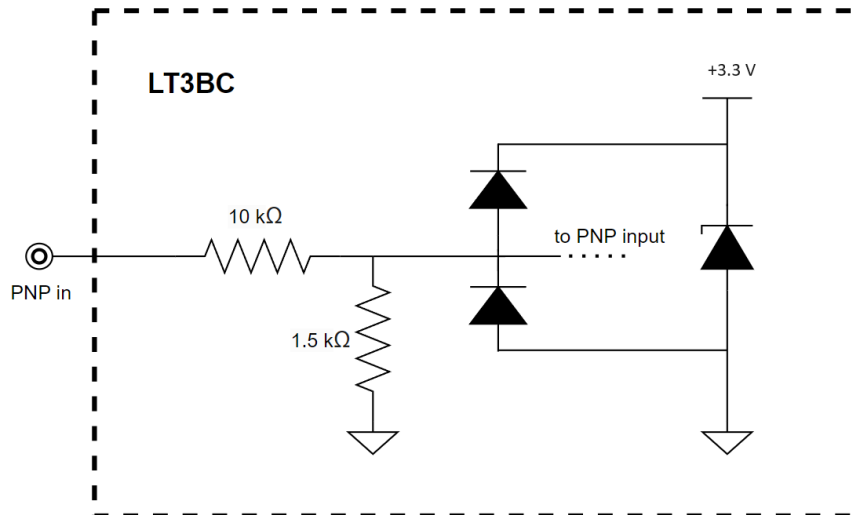 LT3BC
+3.3 V
10 kΩ
to PNP input
PNP in
1.5 kΩ